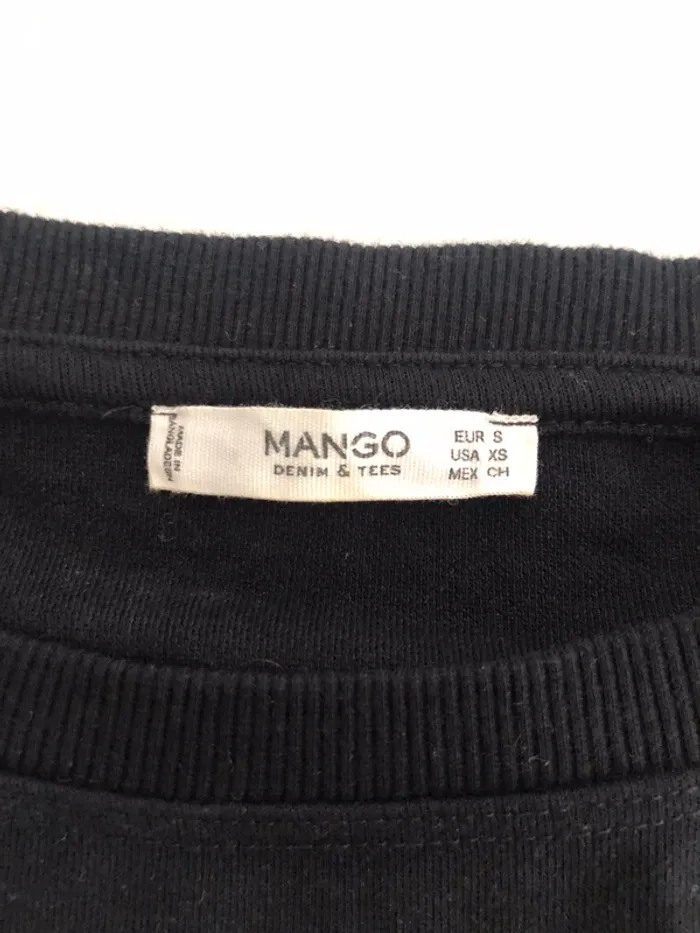 MADE IN
BANGLADESH
MANGO
DENIM & TEES
EUR S
USA XS
MEX CH